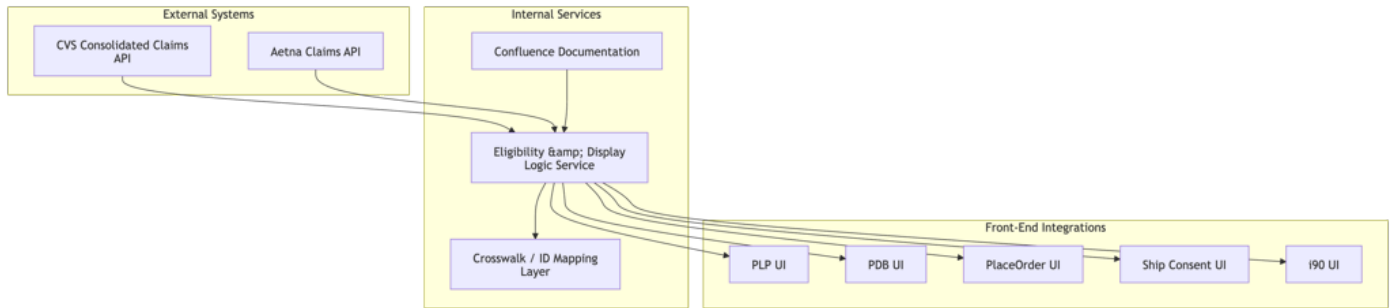 External Systems
CVS Consolidated Claims
API
Aetna Claims API
Internal Services
Confluence Documentation
Eligibility &amp; Display
Logic Service
Crosswalk / ID Mapping
Layer
Front-End Integrations
PLP UI
PDB UI
PlaceOrder UI
Ship Consent UI
i90 UI